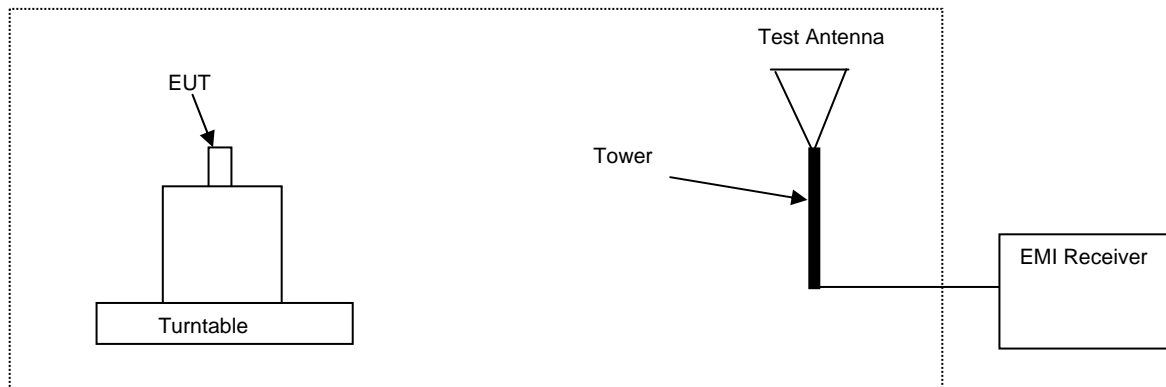 Test Antenna
EUT
Tower
EMI Receiver
Turntable